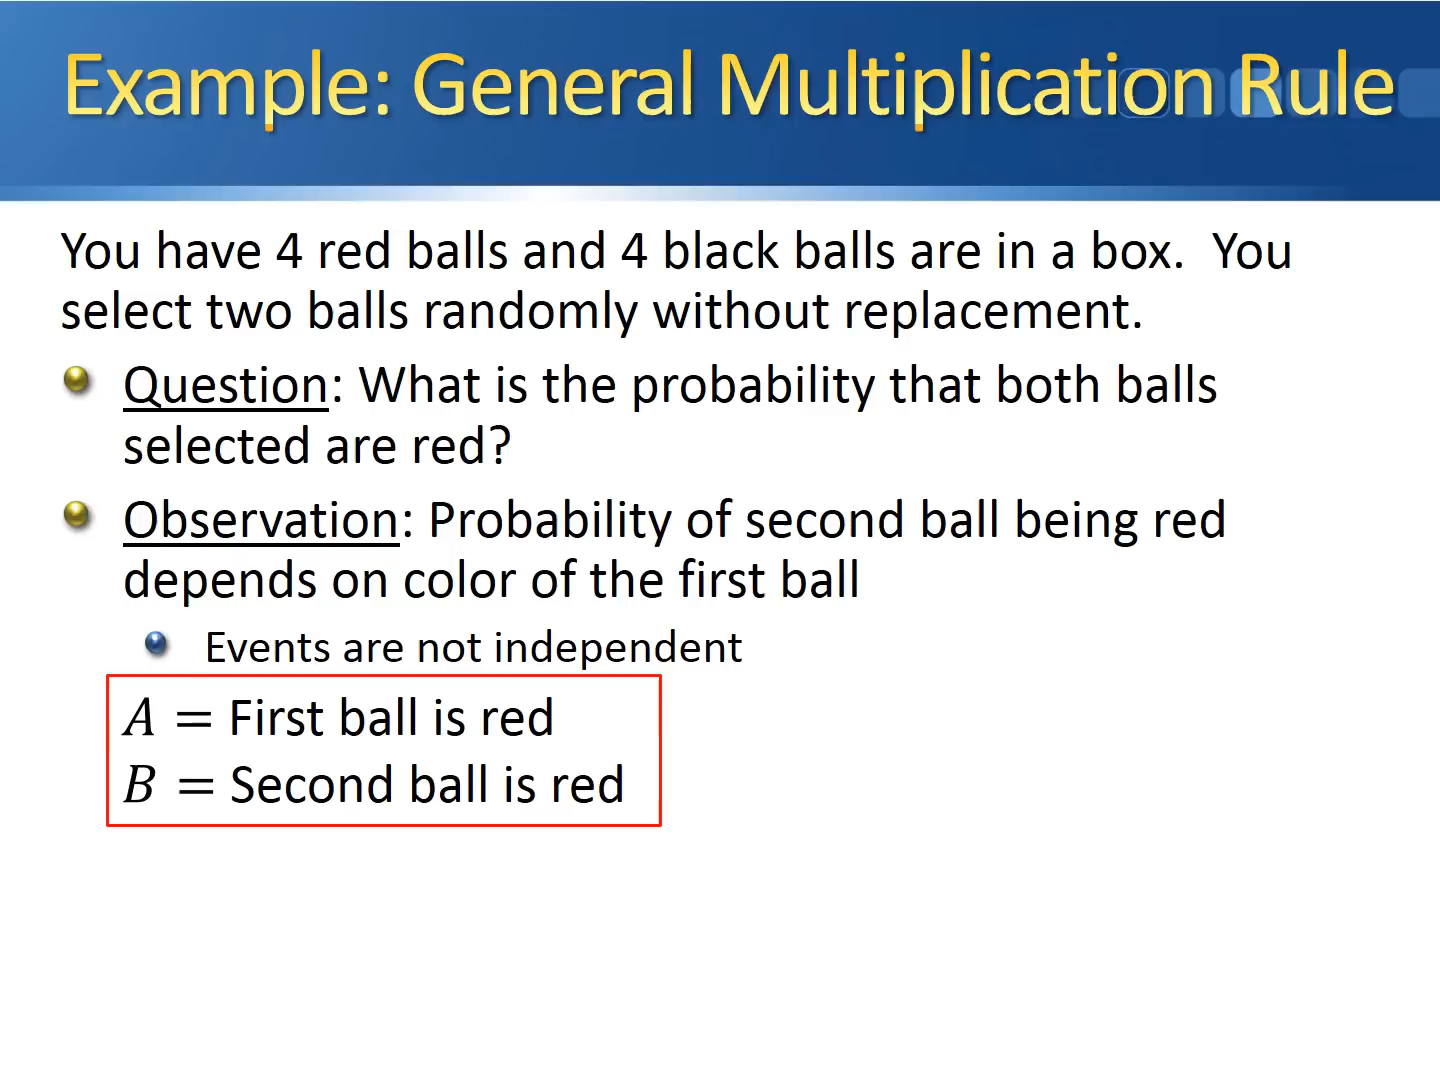 Example: General Multiplication Rule
You have 4 red balls and 4 black balls are in a box.  You
select two balls randomly without replacement.
Question: What is the probability that both balls
selected are red?
Observation: Probability of second ball being red
depends on color of the first ball
Events are not independent
A = First ball is red
B = Second ball is red